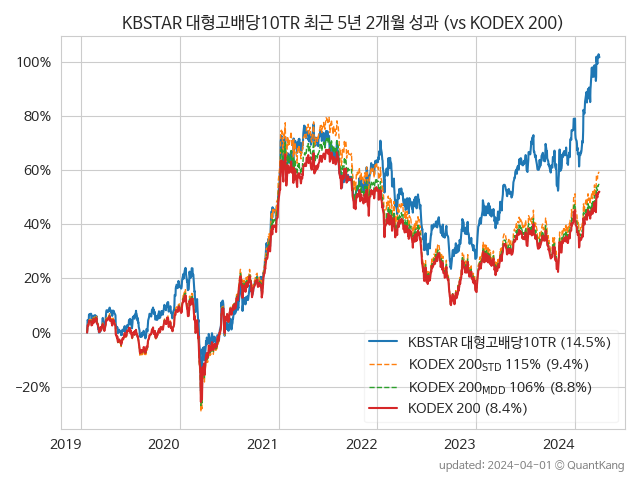 KBSTAR 대형고배당10TR 최근 5년 2개월 성과 (vs KODEX 200)
100%
80%
60%
40%
20%
0%
−20%
KBSTAR 대형고배당10TR (14.5%)
KODEX 200STD 115% (9.4%)
KODEX 200MDD 106% (8.8%)
KODEX 200 (8.4%)
2019 2020 2021 2022 2023 2024
updated: 2024-04-01 © QuantKang